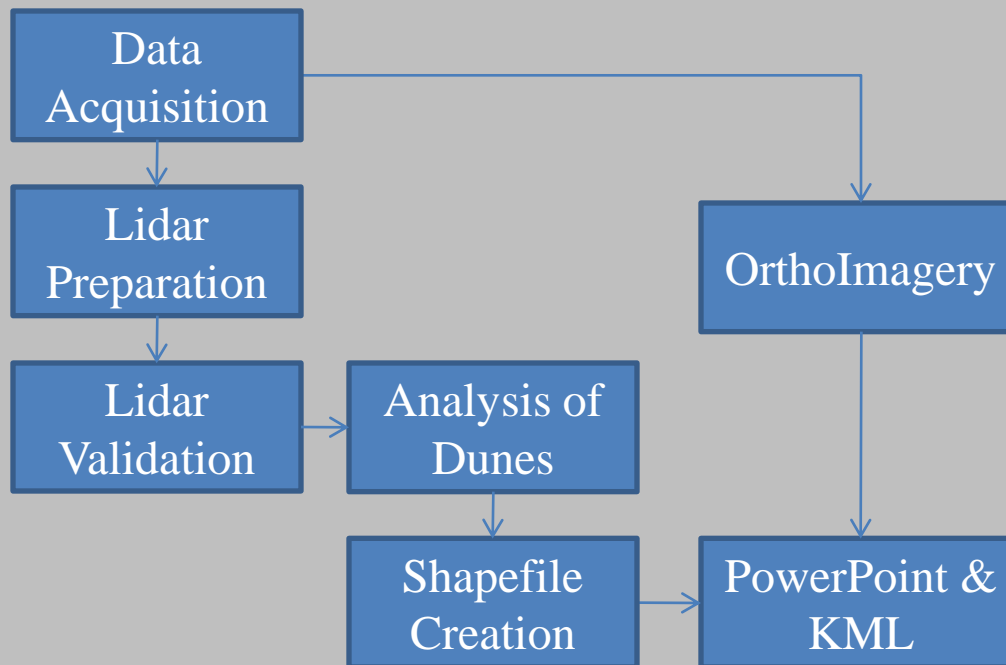 Data
Acquisition
Lidar
Preparation
OrthoImagery
Lidar
Validation
Analysis of
Dunes
Shapefile
Creation
PowerPoint &
KML